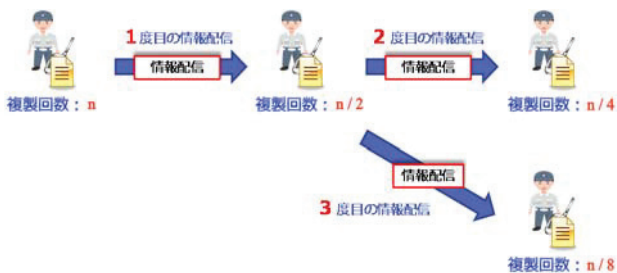 1度目の情報配信
情報配信
2 度目の情報配信
情報配信
複製回数：n
複製回数：n/2
複製回数：n/4
情報配信
3 度目の情報配信
複製回数：n/8